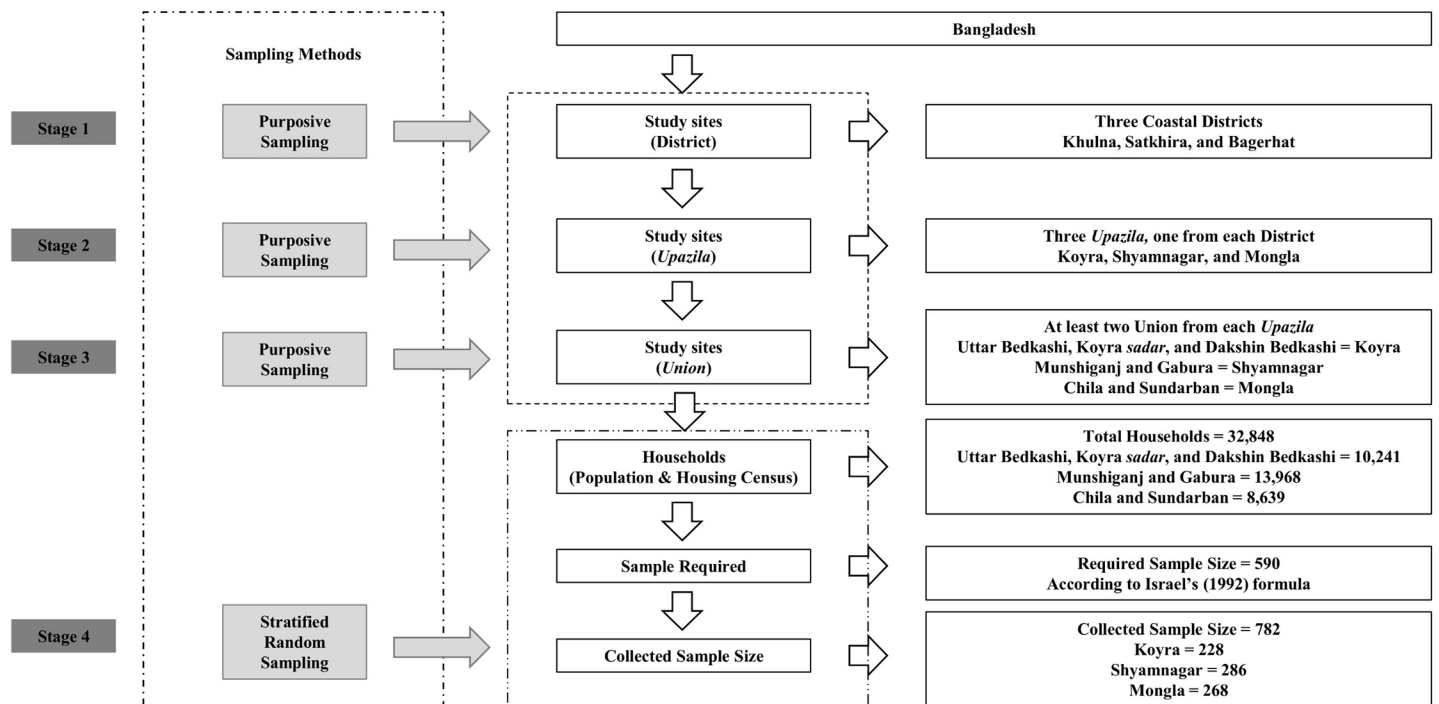 Bangladesh
Sampling Methods
Stage 1
Purposive
Sampling
Study sites
(District)
Three Coastal Districts
Khulna, Satkhira, and Bagerhat
Stage 2
Purposive
Sampling
Study sites
(Upazila)
Three Upazila, one from each District
Koyra, Shyamnagar, and Mongla
Stage 3
Purposive
Sampling
Study sites
(Union)
At least two Union from each Upazila
Uttar Bedkashi, Koyra sadar, and Dakshin Bedkashi = Koyra
Munshiganj and Gabura = Shyamnagar
Chila and Sundarban = Mongla
Households
(Population & Housing Census)
Total Households = 32,848
Uttar Bedkashi, Koyra sadar, and Dakshin Bedkashi = 10,241
Munshiganj and Gabura = 13,968
Chila and Sundarban = 8,639
Sample Required
Required Sample Size = 590
According to Israel’s (1992) formula
Stage 4
Stratified
Random
Sampling
Collected Sample Size
Collected Sample Size = 782
Koyra = 228
Shyamnagar = 286
Mongla = 268